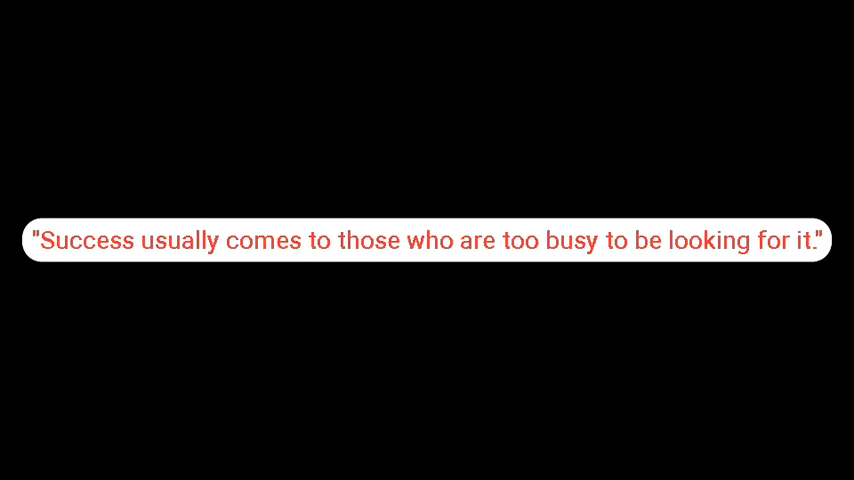 "Success usually comes to those who are too busy to be looking for it."